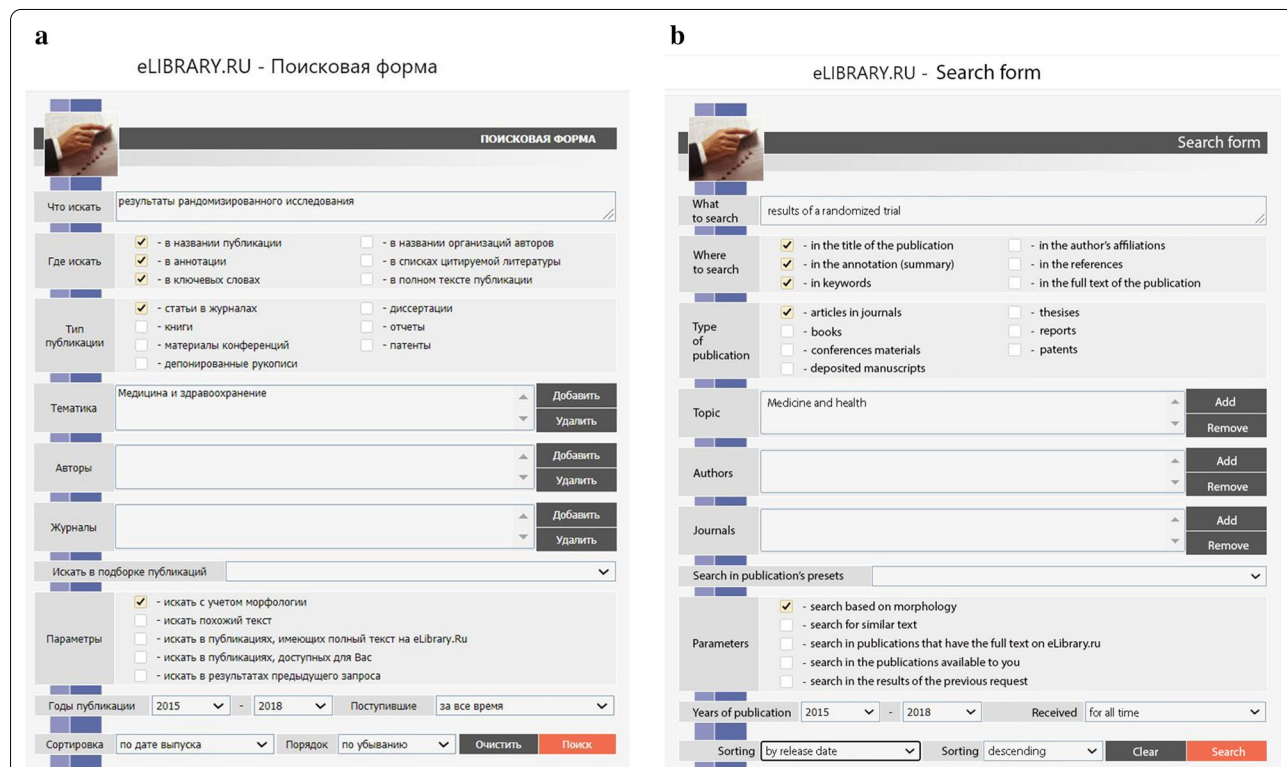 a
eLIBRARY.RU - Поисковая форма
ПОИСКОВАЯ ФОРМА
Что искать
результаты рандомизированного исследования
Где искать
- в названии публикации
- в аннотации
- в ключевых словах
- в названии организаций авторов
- в списках цитируемой литературы
- в полном тексте публикации
Тип
публикации
- статьи в журналах
- книги
- материалы конференций
- депонированные рукописи
- диссертации
- отчеты
- патенты
Тематика
Медицина и здравоохранение
Добавить
Удалить
Авторы
Добавить
Удалить
Журналы
Добавить
Удалить
Искать в подборке публикаций
Параметры
- искать с учетом морфологии
- искать похожий текст
- искать в публикациях, имеющих полный текст на eLibrary.Ru
- искать в публикациях, доступных для Вас
- искать в результатах предыдущего запроса
Годы публикации 2015 - 2018 Поступившие за все время
Сортировка по дате выпуска Порядок по убыванию Очистить Поиск
b
eLIBRARY.RU - Search form
Search form
What
to search
results of a randomized trial
Where
to search
- in the title of the publication
- in the annotation (summary)
- in keywords
- in the author's affiliations
- in the references
- in the full text of the publication
Type
of
publication
- articles in journals
- books
- conferences materials
- deposited manuscripts
- thesises
- reports
- patents
Topic
Medicine and health
Add
Remove
Authors
Add
Remove
Journals
Add
Remove
Search in publication's presets
Parameters
- search based on morphology
- search for similar text
- search in publications that have the full text on eLibrary.ru
- search in the publications available to you
- search in the results of the previous request
Years of publication 2015 - 2018 Received for all time
Sorting by release date Sorting descending Clear Search